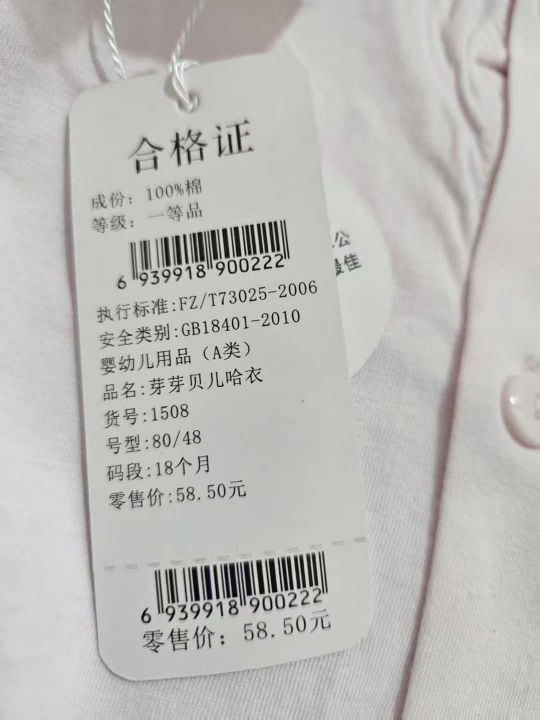 合格证
成份：100%棉
等级：一等品
6 939918 900222
执行标准:FZ/T73025-2006
安全类别:GB18401-2010
婴幼儿用品（A类）
品名:芽芽贝儿哈衣
货号:1508
号型:80/48
码段:18个月
零售价:58.50元
6 939918 900222
零售价：58.50元
公
最佳